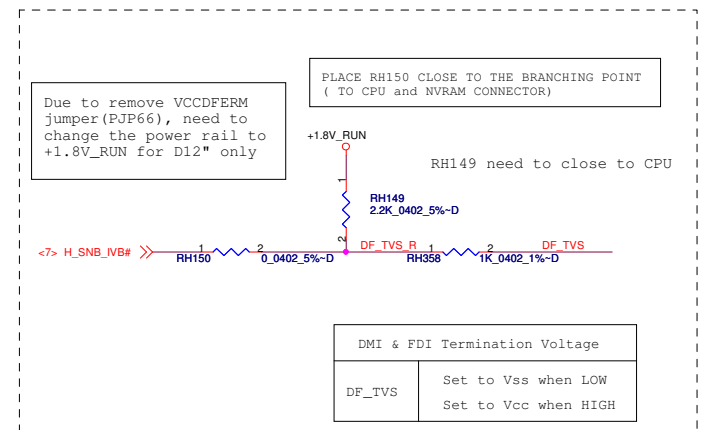 PLACE RH150 CLOSE TO THE BRANCHING POINT
( TO CPU and NVRAM CONNECTOR)
Due to remove VCCDFERM
jumper(PJP66), need to
change the power rail to
+1.8V_RUN for D12" only
+1.8V_RUN
RH149 need to close to CPU
1
RH149
2.2K_0402_5%~D
2
<7> H_SNB_IVB#
1 2
DF_TVS_R
1 2
DF_TVS
RH150
0_0402_5%~D
RH358
1K_0402_1%~D
DMI & FDI Termination Voltage
DF_TVS
Set to Vss when LOW
Set to Vcc when HIGH